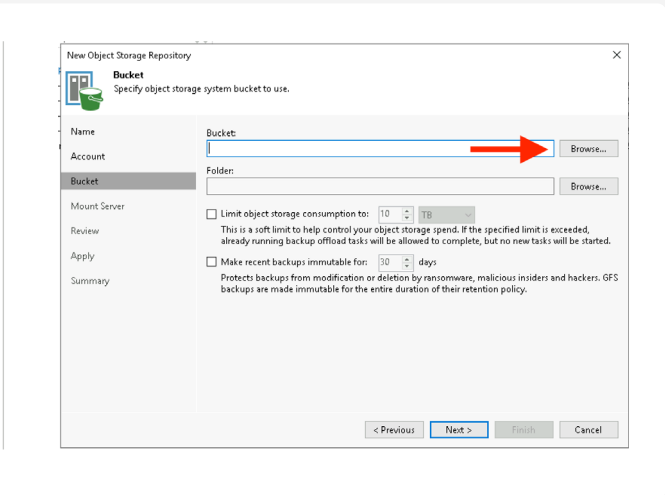 New Object Storage Repository
Bucket
Specify object storage system bucket to use.
Name
Account
Bucket
Mount Server
Review
Apply
Summary
Bucket:
Browse...
Folder:
Browse...
Limit object storage consumption to: 10 TB
This is a soft limit to help control your object storage spend. If the specified limit is exceeded,
already running backup offload tasks will be allowed to complete, but no new tasks will be started.
Make recent backups immutable for: 30 days
Protects backups from modification or deletion by ransomware, malicious insiders and hackers. GFS
backups are made immutable for the entire duration of their retention policy.
< Previous Next > Finish Cancel